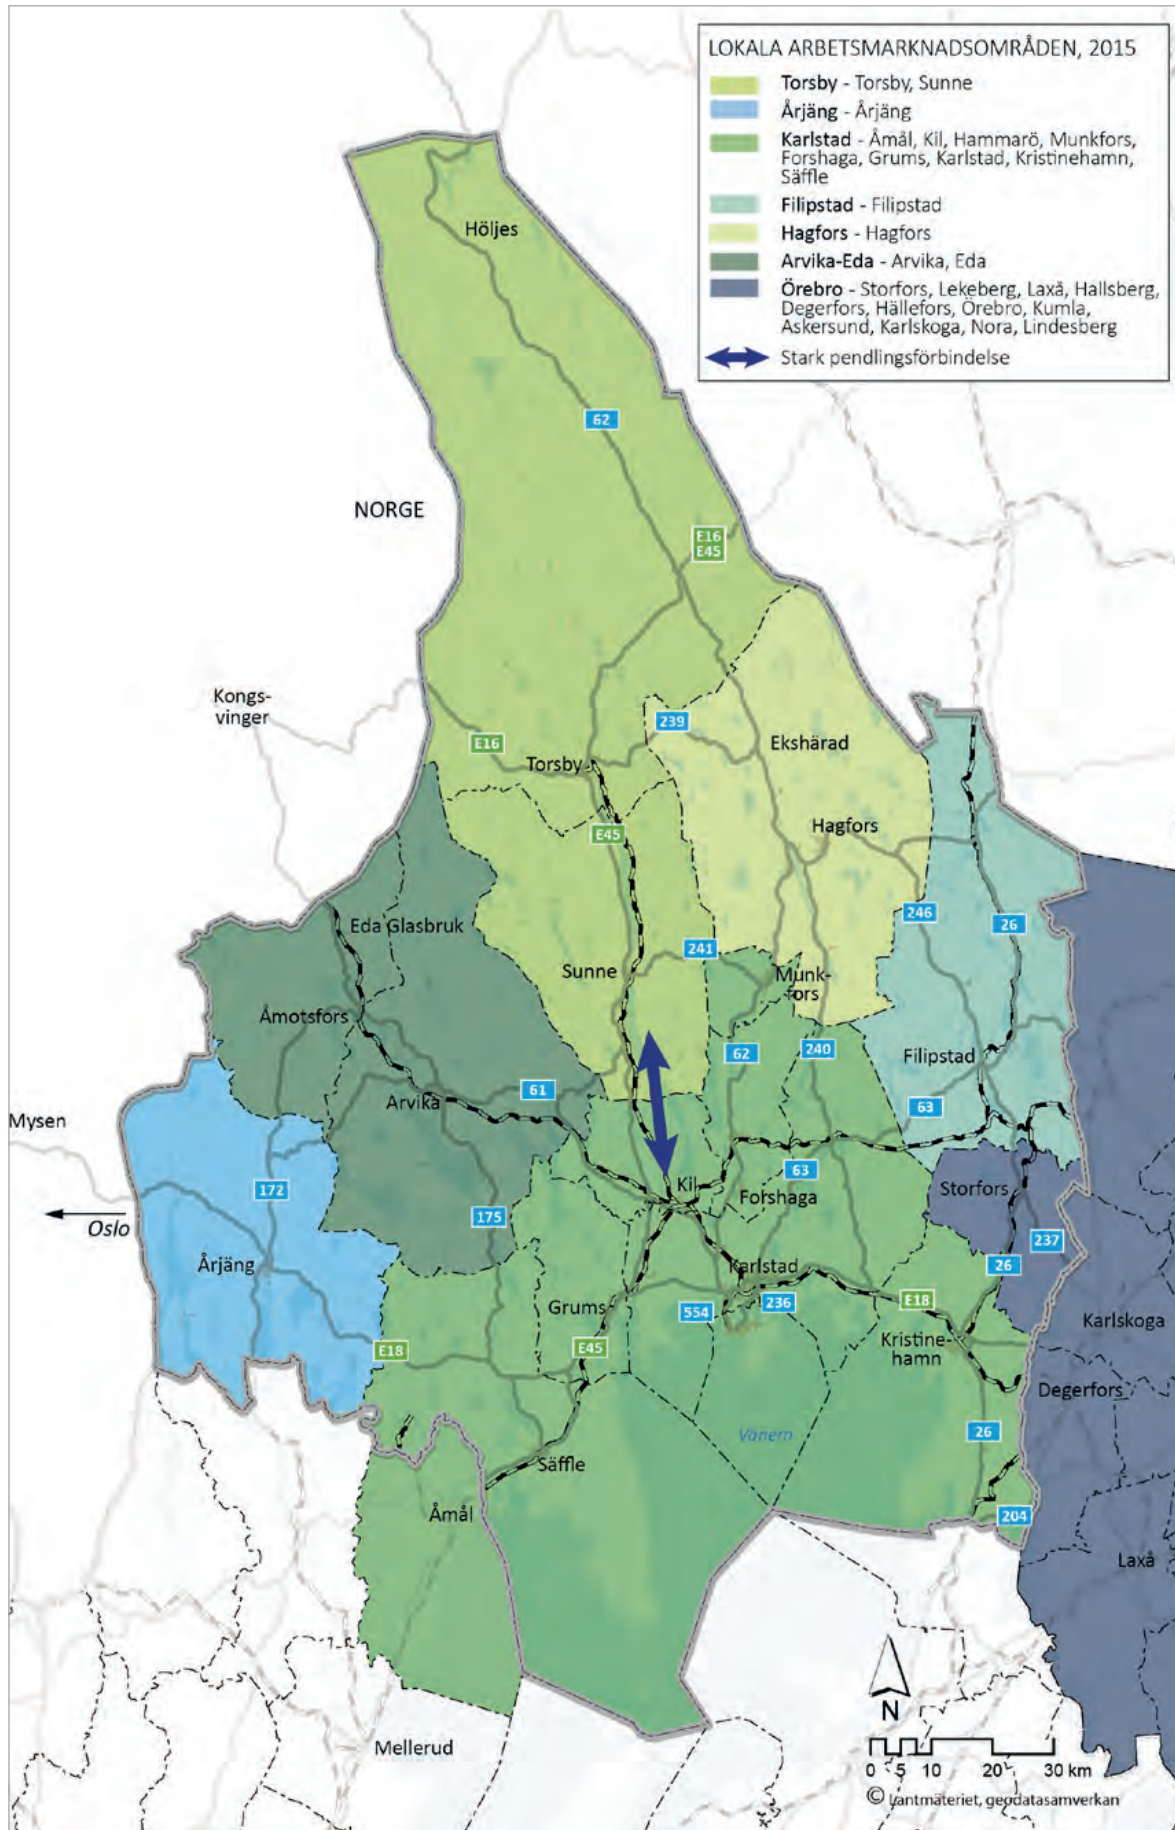 LOKALA ARBETSMARKNADSOMRÅDEN, 2015
Torsby - Torsby, Sunne
Årjäng - Årjäng
Karlstad - Åmål, Kil, Hammarö, Munkfors,
Forshaga, Grums, Karlstad, Kristinehamn,
Säffle
Filipstad - Filipstad
Hagfors - Hagfors
Arvika-Eda - Arvika, Eda
Örebro - Storfors, Lekeberg, Laxå, Hallsberg,
Degerfors, Hällefors, Örebro, Kumla,
Askersund, Karlskoga, Nora, Lindesberg
Stark pendlingsförbindelse
Höljes
62
NORGE
E16
E45
Kongs-
vinger
239
E16
Ekshärad
Torsby
Hagfors
E45
246
26
Eda Glasbruk
241
Sunne
Munk-
fors
Åmotsfors
62
240
Filipstad
61
Arvika
63
Mysen
63
Kil
172
Forshaga
Storfors
175
Oslo
237
Årjäng
Karlstad
26
Grums
554
236
E18
Karlskoga
Kristine-
hamn
E18
E45
Degerfors
Vänern
26
Säffle
Åmål
204
Laxå
N
Mellerud
0 5 10 20 30 km
© Lantmäteriet, geodatasamverkan